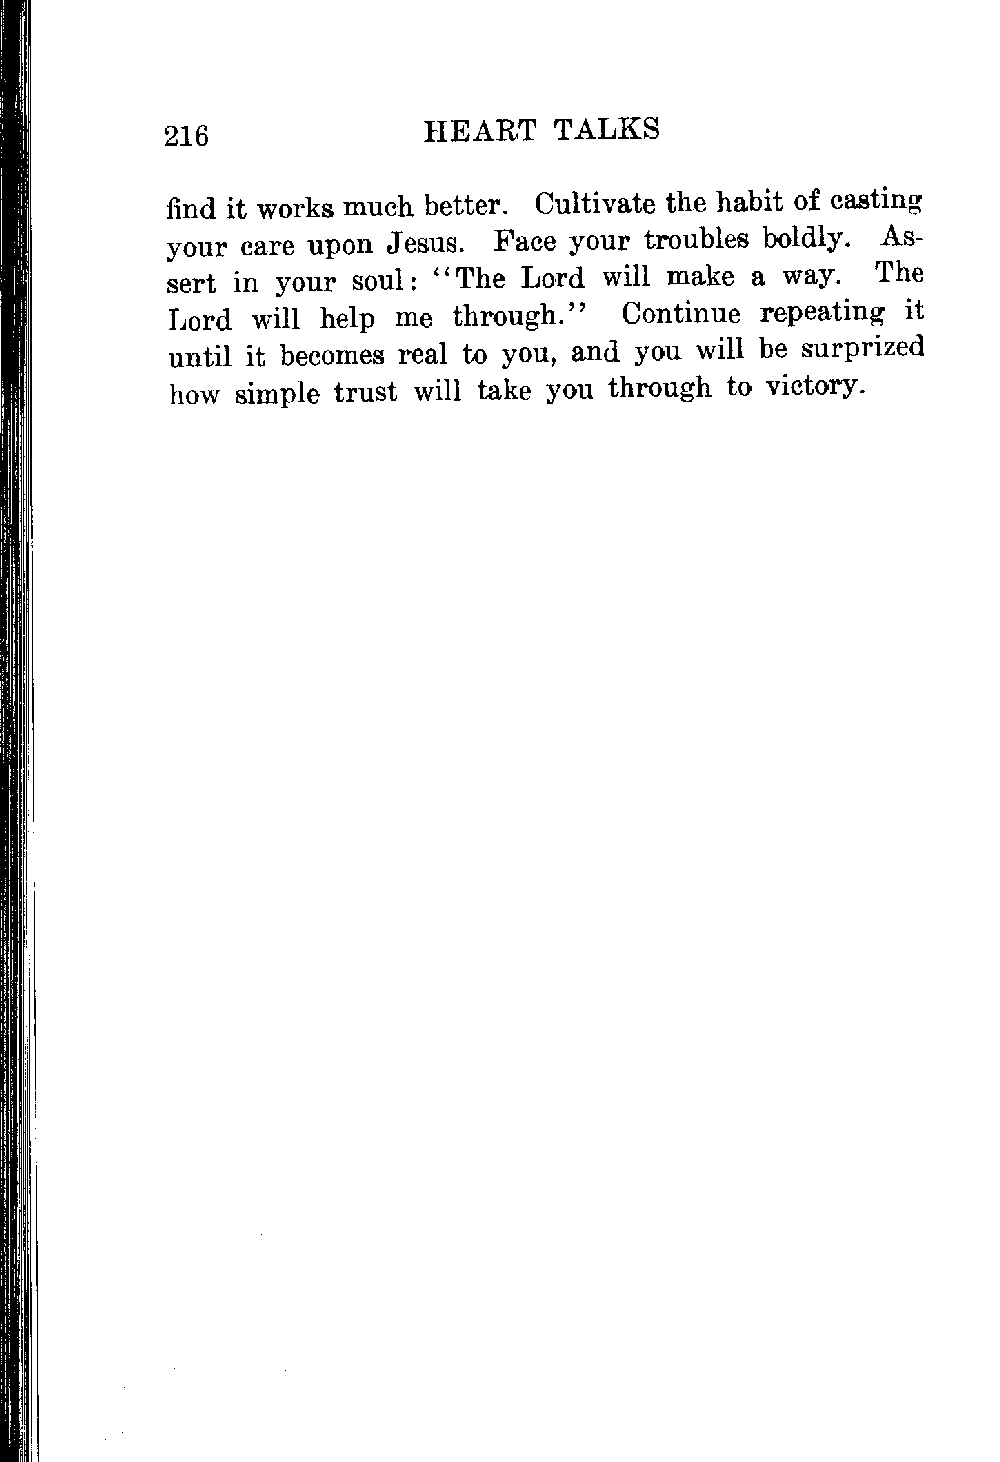 216 HEART TALKS
find it works much better. Cultivate the habit of casting
your care upon Jesus. Face your troubles boldly. As-
sert in your soul: ‘‘The Lord will make a way. The
Lord will help me through.’’ Continue repeating it
until it becomes real to you, and you will be surprized
how simple trust will take you through to victory.